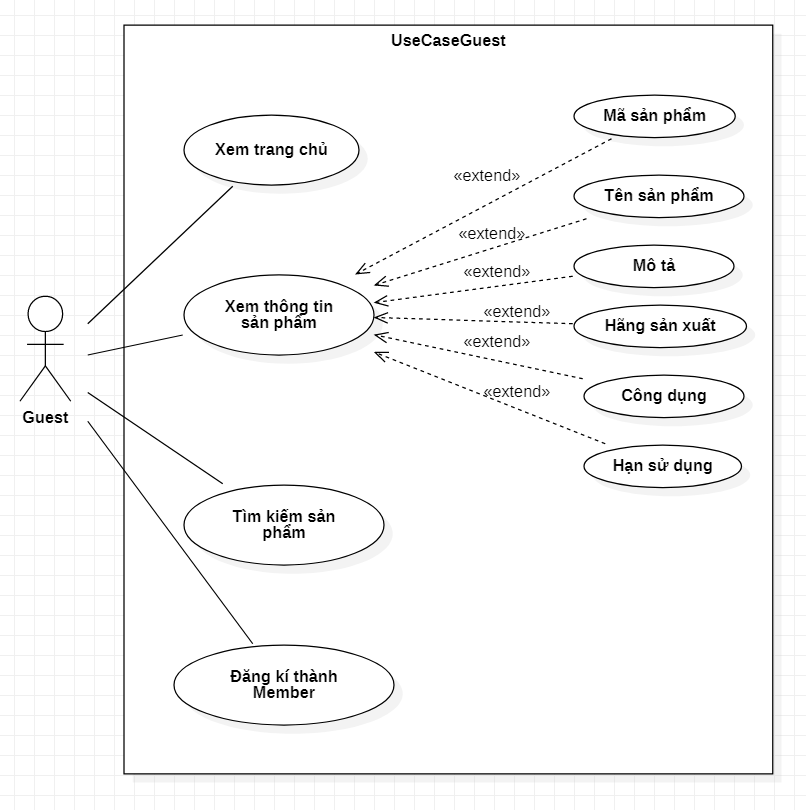 UseCaseGuest
Xem trang chủ
Mã sản phẩm
«extend»
Tên sản phẩm
«extend»
Mô tả
«extend»
Xem thông tin
sản phẩm
Hãng sản xuất
«extend»
«extend»
Công dụng
«extend»
Hạn sử dụng
Guest
Tìm kiếm sản
phẩm
Đăng kí thành
Member